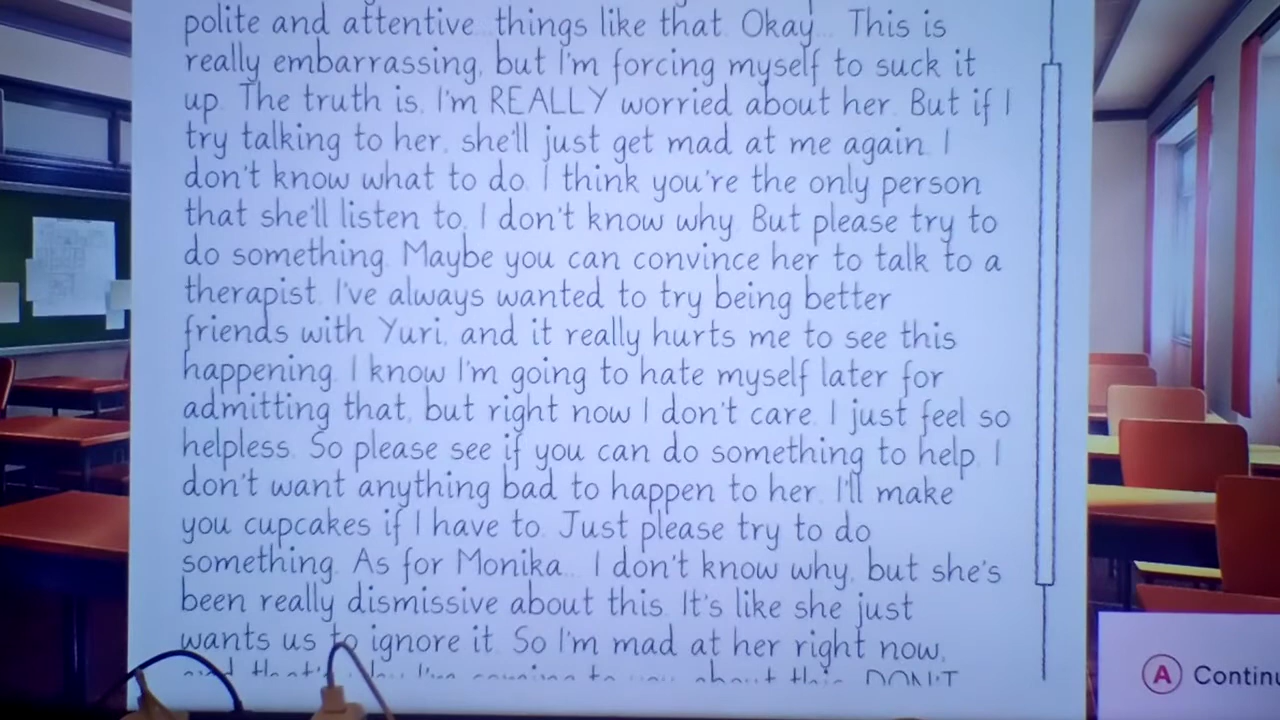 polite and attentive...things like that. Okay... This is
really embarrassing, but I'm forcing myself to suck it
up. The truth is, I'm REALLY worried about her. But if I
try talking to her, she'll just get mad at me again. I
don't know what to do. I think you're the only person
that she'll listen to. I don't know why. But please try to
do something. Maybe you can convince her to talk to a
therapist. I've always wanted to try being better
friends with Yuri, and it really hurts me to see this
happening. I know I'm going to hate myself later for
admitting that, but right now I don't care. I just feel so
helpless. So please see if you can do something to help. I
don't want anything bad to happen to her. I'll make
you cupcakes if I have to. Just please try to do
something. As for Monika... I don't know why, but she's
been really dismissive about this. It's like she just
wants us to ignore it. So I'm mad at her right now,
I'm coming to you about this. DON'T
A Continu